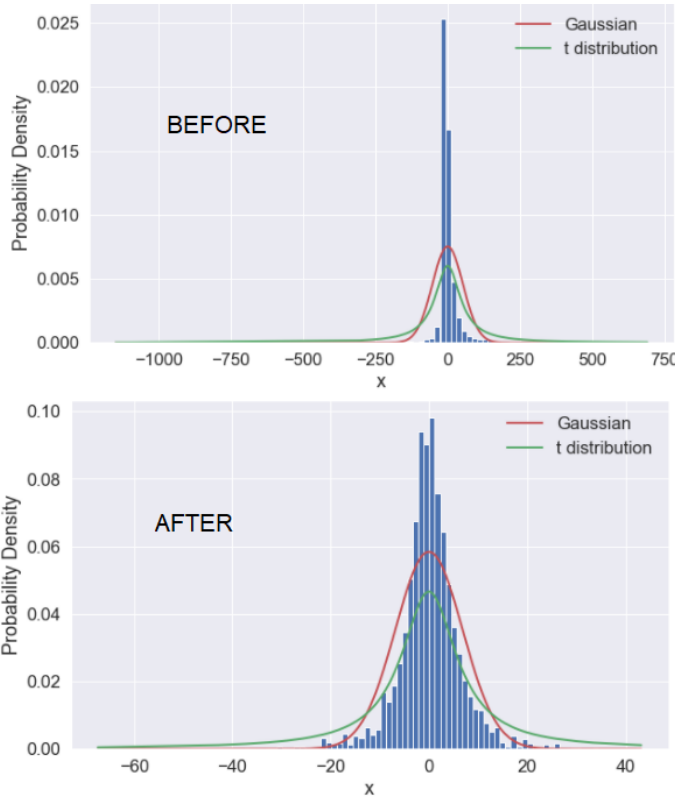 0.025
0.020
0.015
0.010
0.005
0.000
Probability Density
BEFORE
Gaussian
t distribution
−1000 −750 −500 −250 0 250 500 750
x
0.10
0.08
0.06
0.04
0.02
0.00
Probability Density
AFTER
Gaussian
t distribution
−60 −40 −20 0 20 40
x